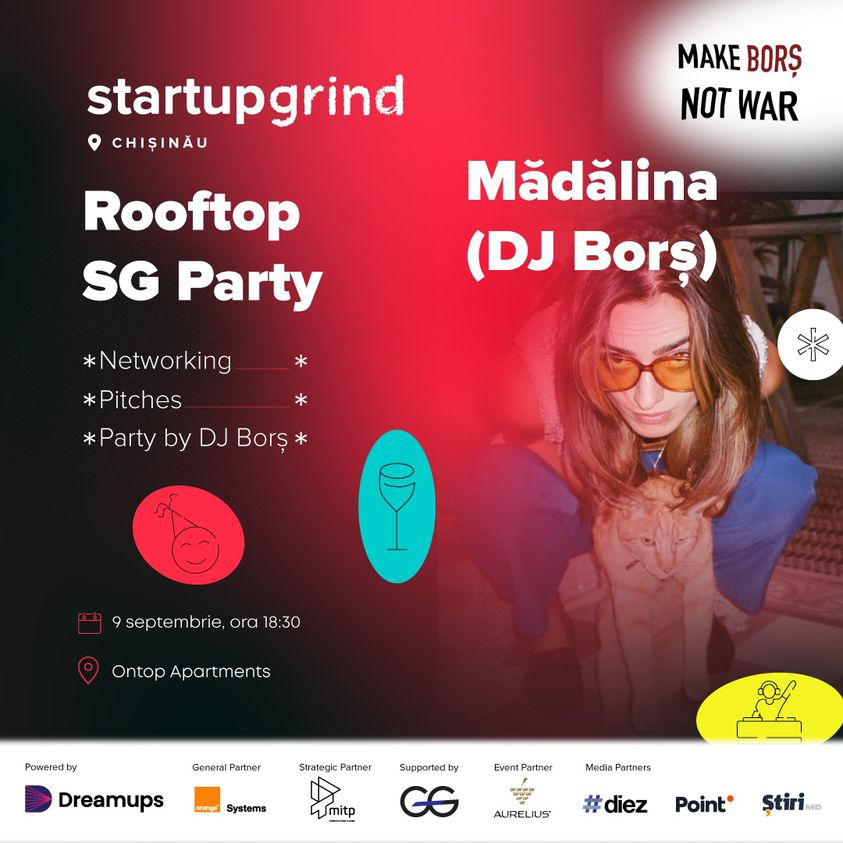 MAKE BORȘ
NOT WAR
startupgrind
CHIȘINĂU
Rooftop
SG Party
Mădălina
(DJ Borș)
*Networking *
*Pitches *
*Party by DJ Borș *
9 septembrie, ora 18:30
Ontop Apartments
Powered by
Dreamups
General Partner
orange Systems
Strategic Partner
mitp
Supported by
GG
Event Partner
AURELIUS
Media Partners
#diez
Point
Știri MD